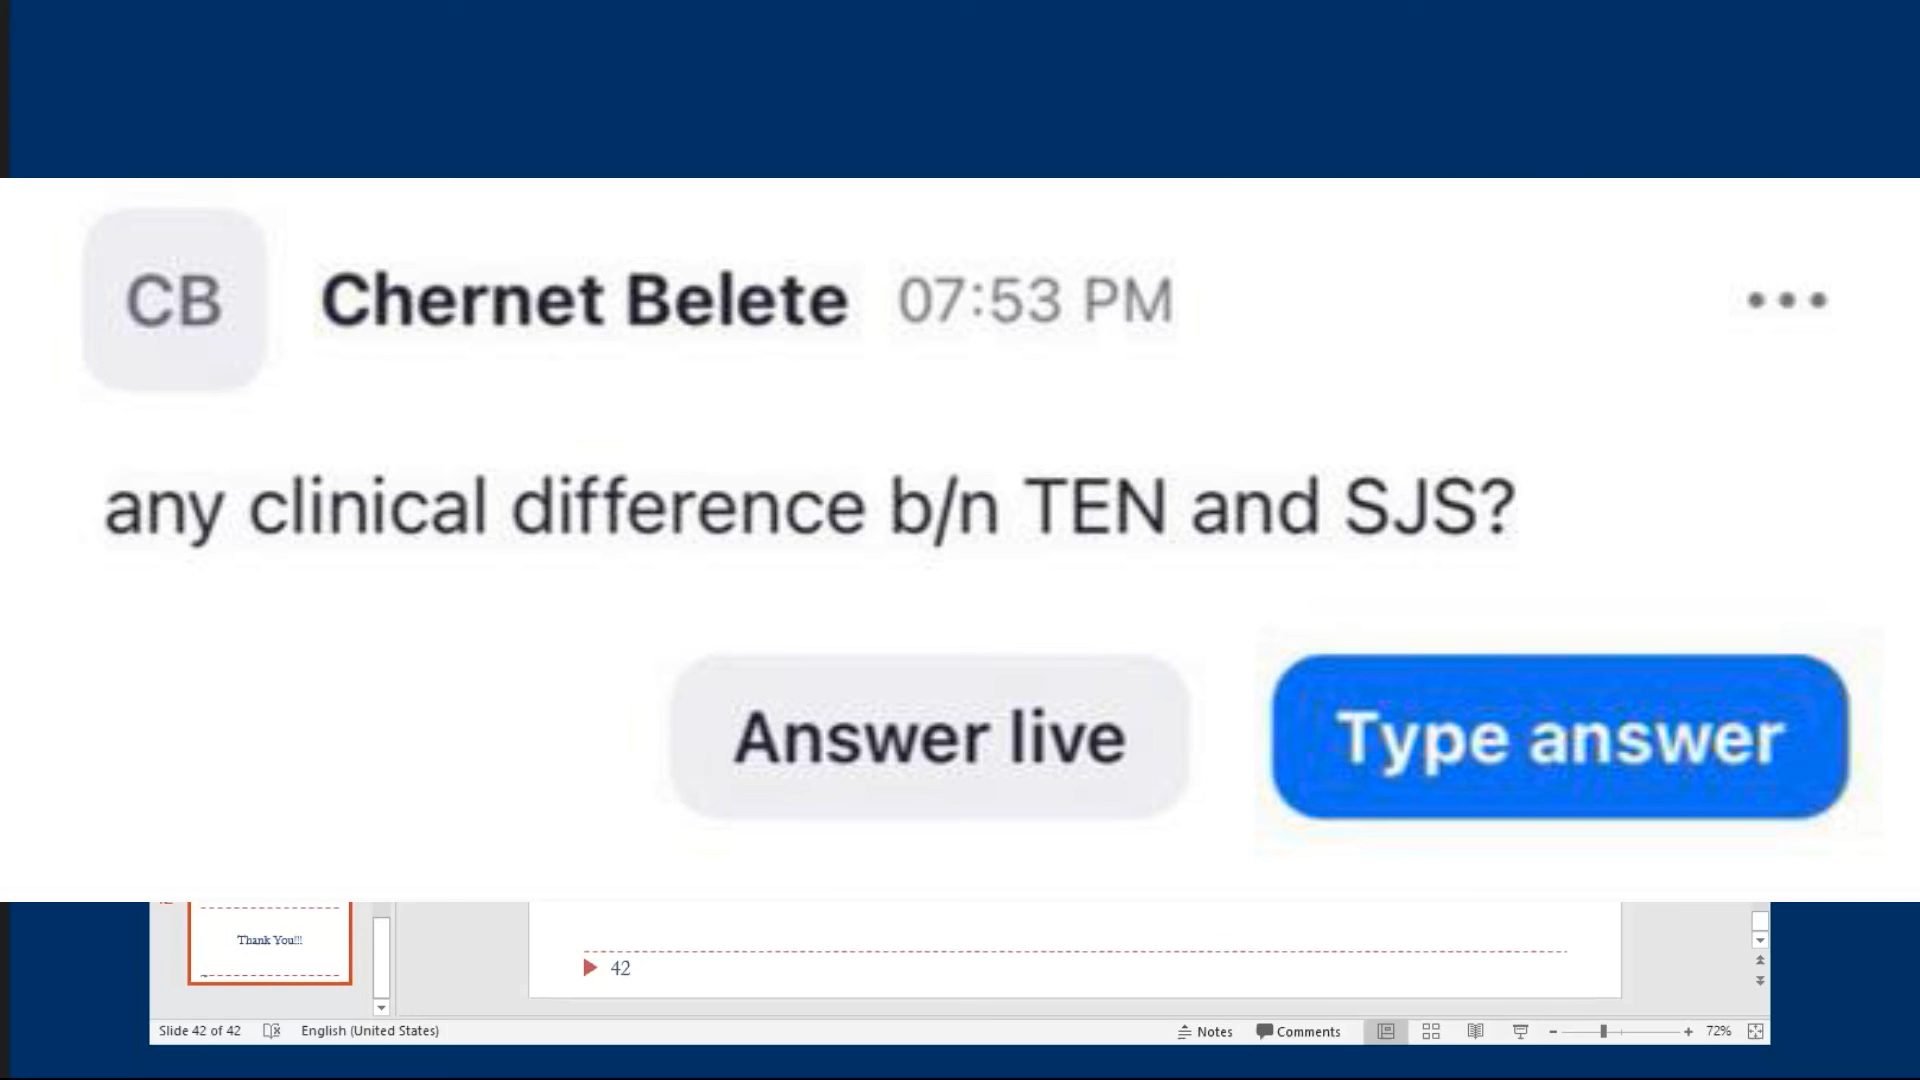 CB
Chernet Belete 07:53 PM
any clinical difference b/n TEN and SJS?
Answer live
Type answer
Thank You!!!
42
Slide 42 of 42 English (United States) Notes Comments 72%